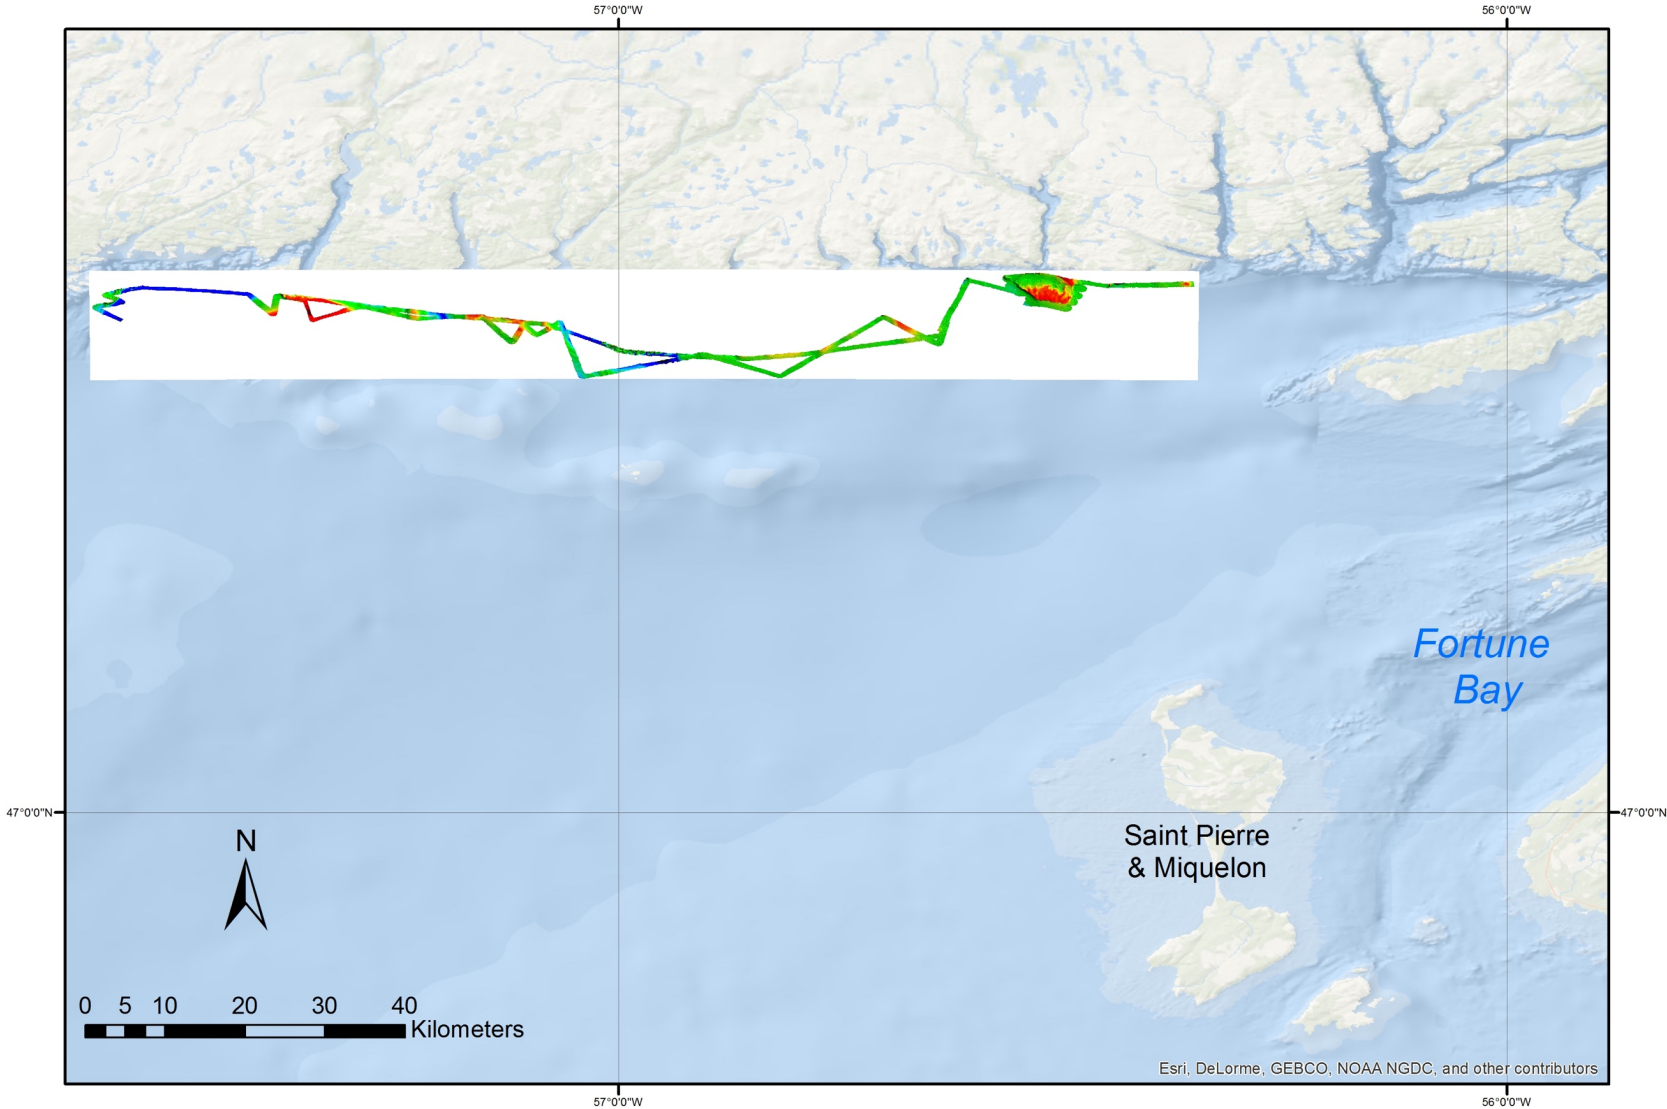 57°0'0"W 56°0'0"W
Fortune
Bay
47°0'0"N 47°0'0"N
Saint Pierre
& Miquelon
N
0 5 10 20 30 40
Kilometers
Esri, DeLorme, GEBCO, NOAA NGDC, and other contributors
57°0'0"W 56°0'0"W